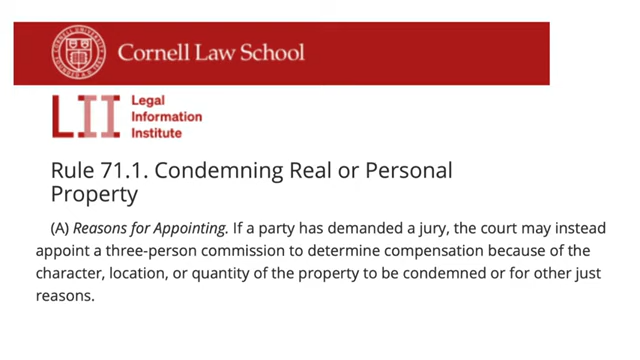 Cornell Law School
LII
Legal
Information
Institute
Rule 71.1. Condemning Real or Personal
Property
(A) Reasons for Appointing. If a party has demanded a jury, the court may instead
appoint a three-person commission to determine compensation because of the
character, location, or quantity of the property to be condemned or for other just
reasons.